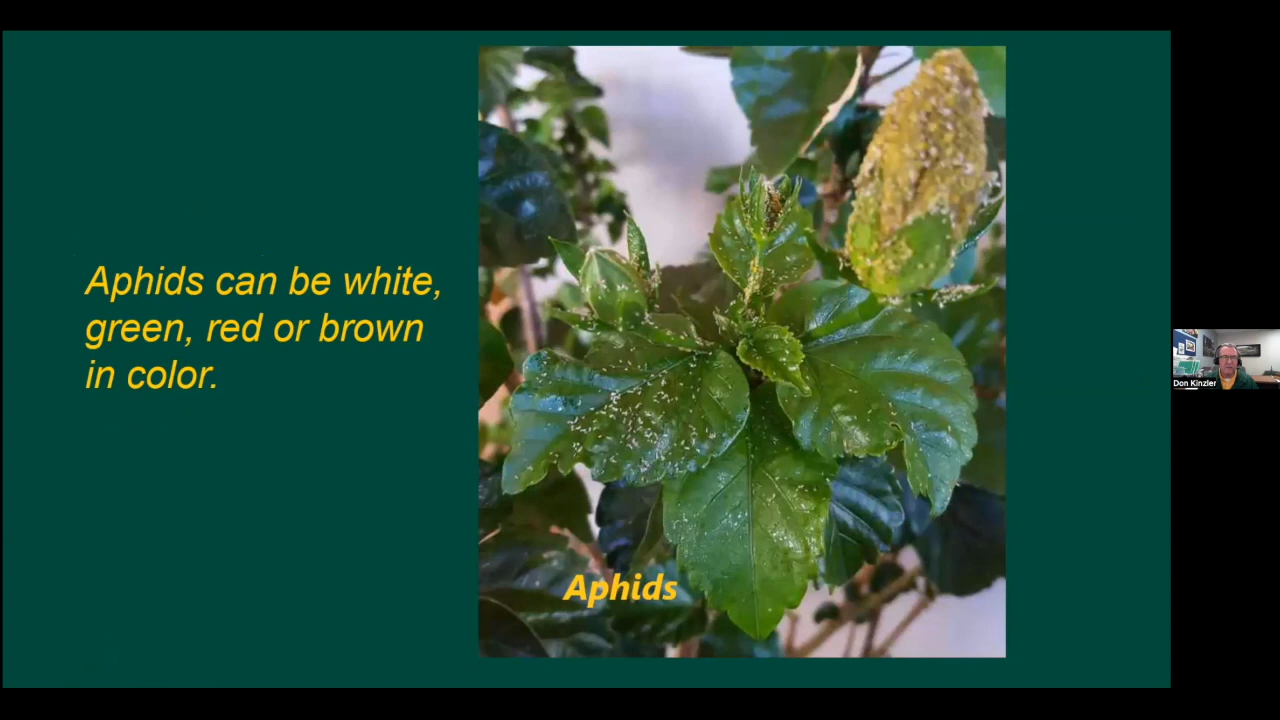 Aphids can be white,
green, red or brown
in color.
Aphids
Don Kinzler